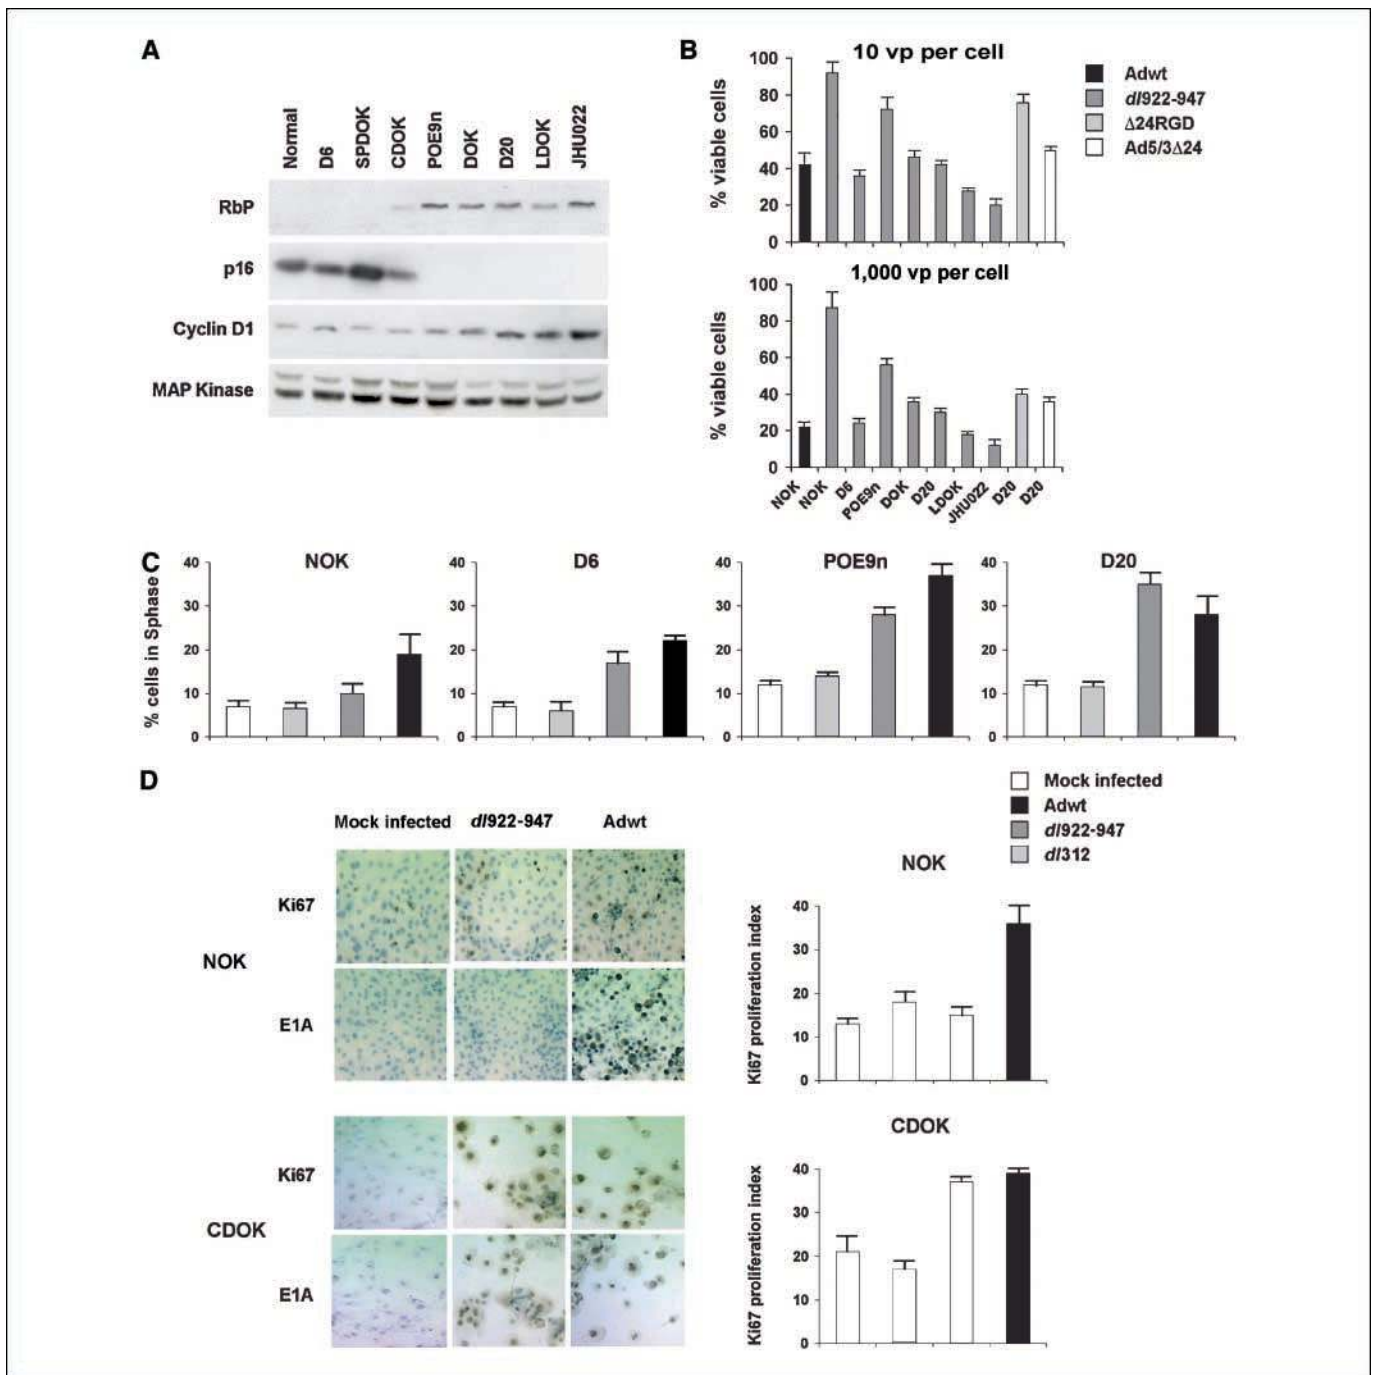 A
Normal
D6
SPDOK
CDOK
POE9n
DOK
D20
LDOK
JHU022
RbP
p16
Cyclin D1
MAP Kinase
B
10 vp per cell
100
80
60
40
20
0
% viable cells
Adwt
dl922-947
Δ24RGD
Ad5/3Δ24
1,000 vp per cell
100
80
60
40
20
0
% viable cells
NOK
NOK
D6
POE9n
DOK
D20
LDOK
JHU022
D20
D20
C
NOK
40
30
20
10
0
% cells in Sphase
D6
40
30
20
10
0
POE9n
40
30
20
10
0
D20
40
30
20
10
0
D
Mock infected
dl922-947
Adwt
Ki67
NOK
E1A
Ki67
CDOK
E1A
Mock infected
Adwt
dl922-947
dl312
NOK
40
30
20
10
0
Ki67 proliferation index
CDOK
40
30
20
10
0
Ki67 proliferation index